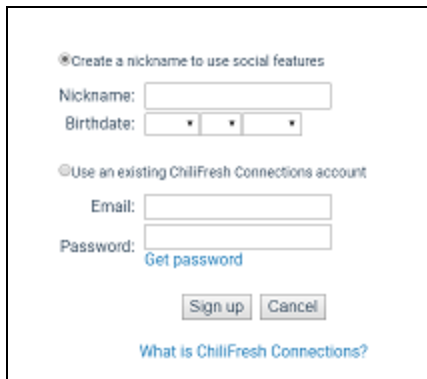 Create a nickname to use social features
Nickname:
Birthdate:
Use an existing ChiliFresh Connections account
Email:
Password:
Get password
Sign up Cancel
What is ChiliFresh Connections?